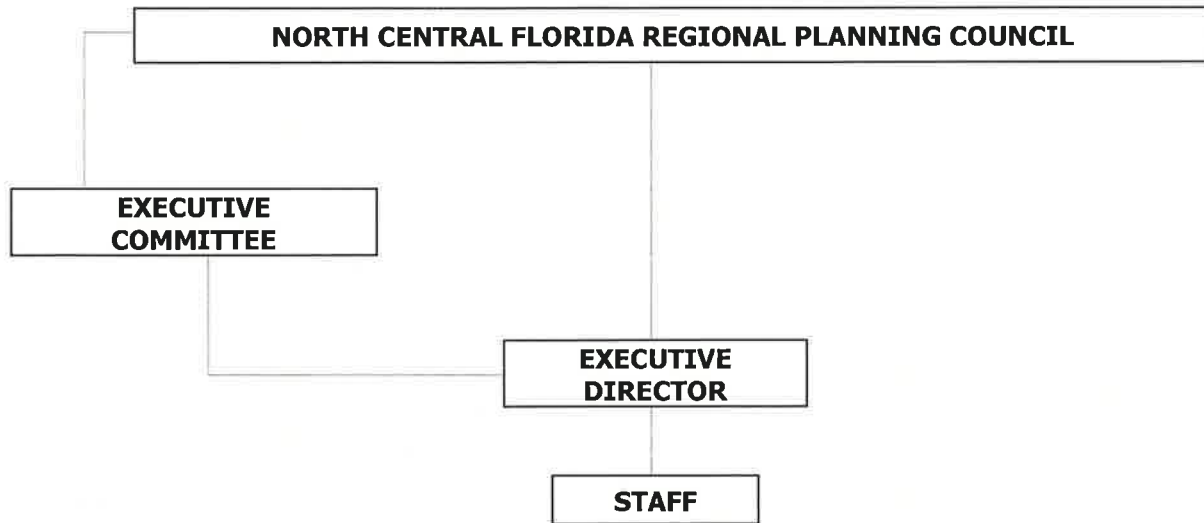 NORTH CENTRAL FLORIDA REGIONAL PLANNING COUNCIL
EXECUTIVE
COMMITTEE
EXECUTIVE
DIRECTOR
STAFF